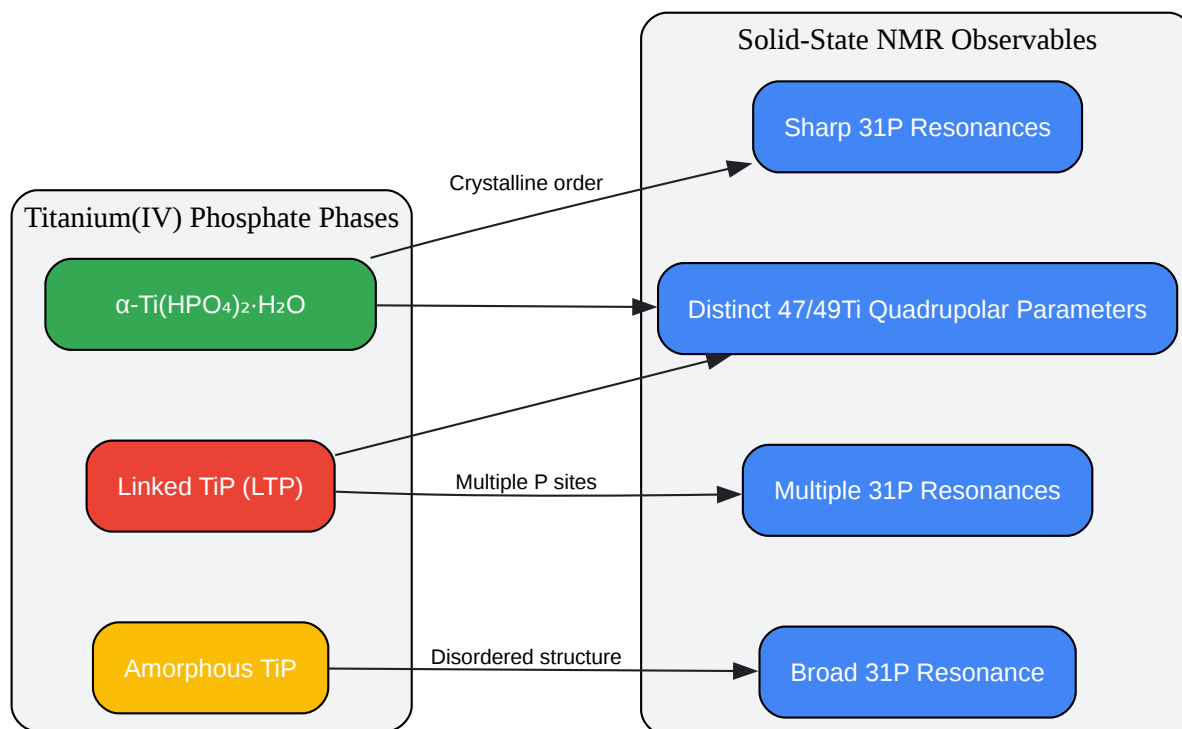 Solid-State NMR Observables
Sharp 31P Resonances
Crystalline order
Titanium(IV) Phosphate Phases
α-Ti(HPO₄)₂·H₂O
Distinct 47/49Ti Quadrupolar Parameters
Linked TiP (LTP)
Multiple P sites
Multiple 31P Resonances
Amorphous TiP
Disordered structure
Broad 31P Resonance